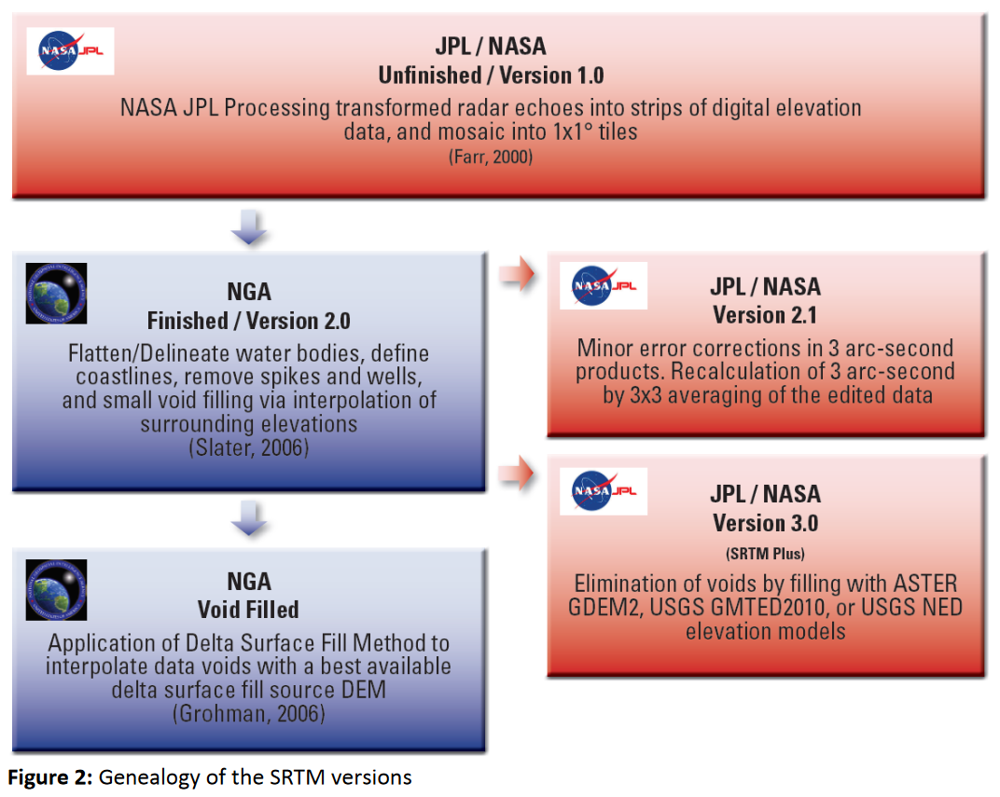 NASA JPL
JPL / NASA
Unfinished / Version 1.0
NASA JPL Processing transformed radar echoes into strips of digital elevation
data, and mosaic into 1x1° tiles
(Farr, 2000)
NGA
Finished / Version 2.0
Flatten/Delineate water bodies, define
coastlines, remove spikes and wells,
and small void filling via interpolation of
surrounding elevations
(Slater, 2006)
NASA JPL
JPL / NASA
Version 2.1
Minor error corrections in 3 arc-second
products. Recalculation of 3 arc-second
by 3x3 averaging of the edited data
NGA
Void Filled
Application of Delta Surface Fill Method to
interpolate data voids with a best available
delta surface fill source DEM
(Grohman, 2006)
NASA JPL
JPL / NASA
Version 3.0
(SRTM Plus)
Elimination of voids by filling with ASTER
GDEM2, USGS GMTED2010, or USGS NED
elevation models
Figure 2: Genealogy of the SRTM versions